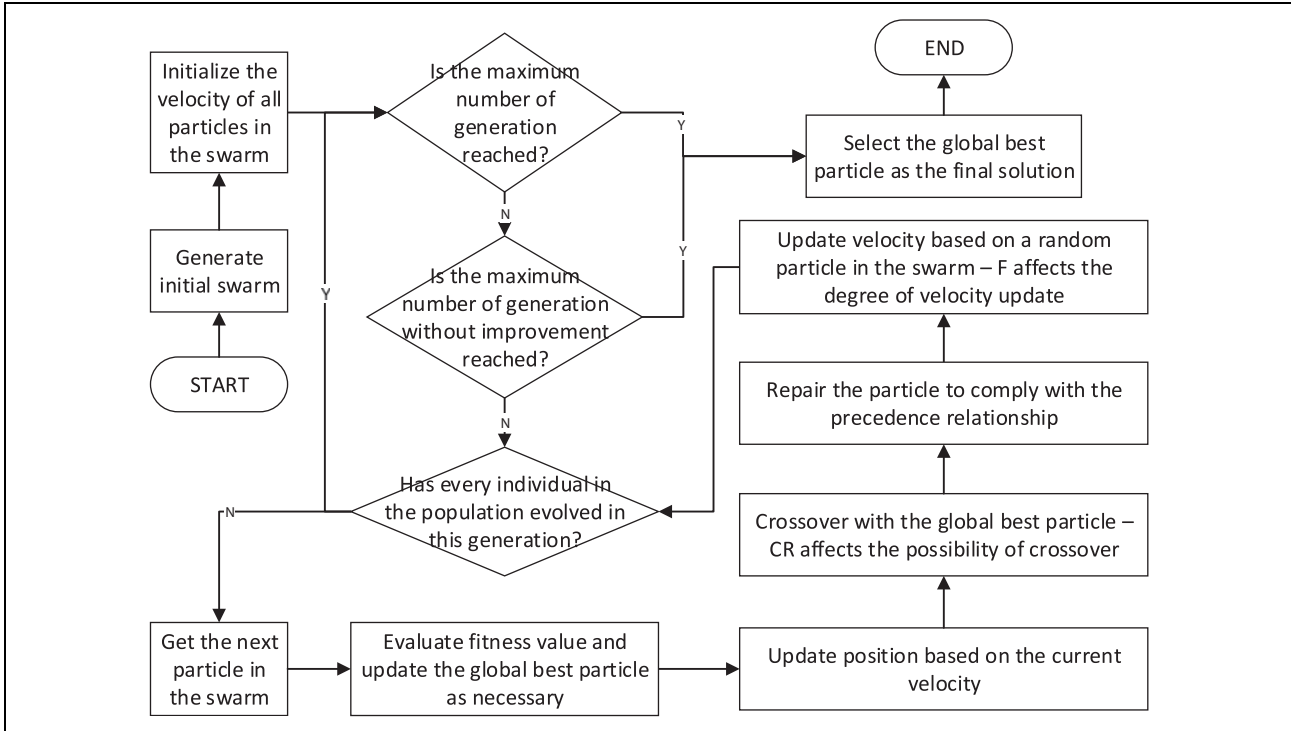 Initialize the
velocity of all
particles in
the swarm
Generate
initial swarm
START
Is the maximum
number of
generation
reached?
Y
N
Is the maximum
number of generation
without improvement
reached?
Y
N
Has every individual in
the population evolved in
this generation?
Y
N
Get the next
particle in
the swarm
Evaluate fitness value and
update the global best particle
as necessary
Update position based on the current
velocity
Crossover with the global best particle –
CR affects the possibility of crossover
Repair the particle to comply with the
precedence relationship
Update velocity based on a random
particle in the swarm – F affects the
degree of velocity update
Select the global best
particle as the final solution
END